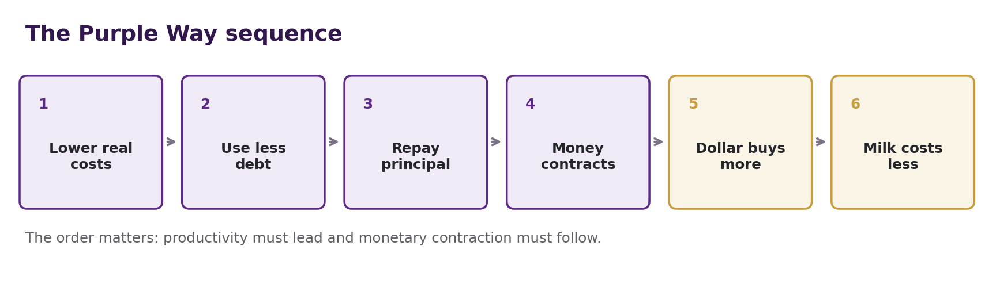 The Purple Way sequence
1
Lower real
costs
2
Use less
debt
3
Repay
principal
4
Money
contracts
5
Dollar buys
more
6
Milk costs
less
The order matters: productivity must lead and monetary contraction must follow.